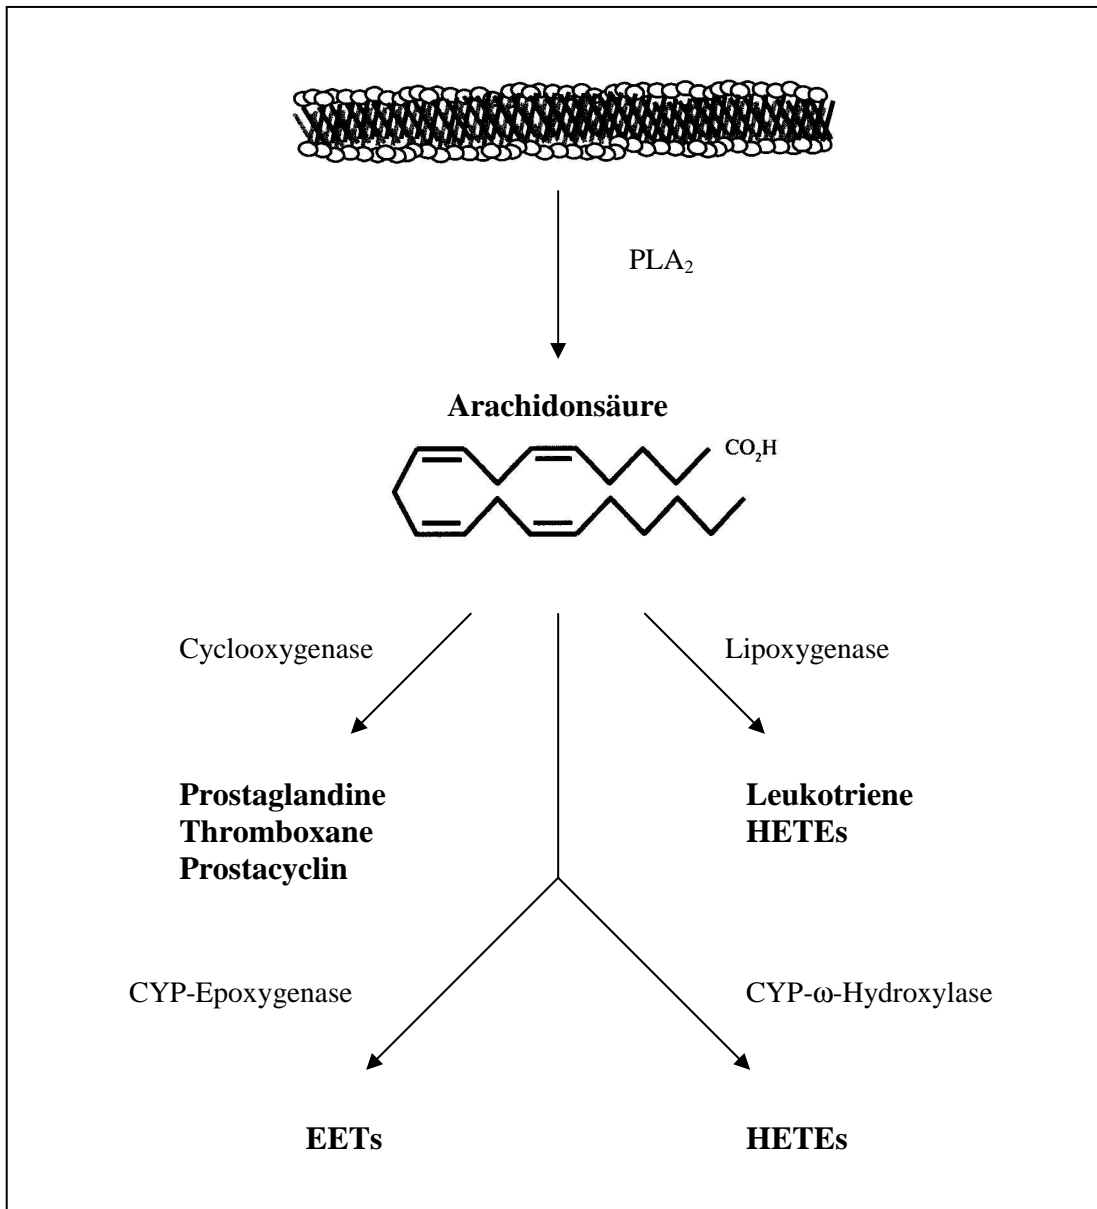 PLA₂
Arachidonsäure
CO₂H
Cyclooxygenase
Lipoxygenase
Prostaglandine
Thromboxane
Prostacyclin
Leukotriene
HETEs
CYP-Epoxygenase
CYP-ω-Hydroxylase
EETs
HETEs